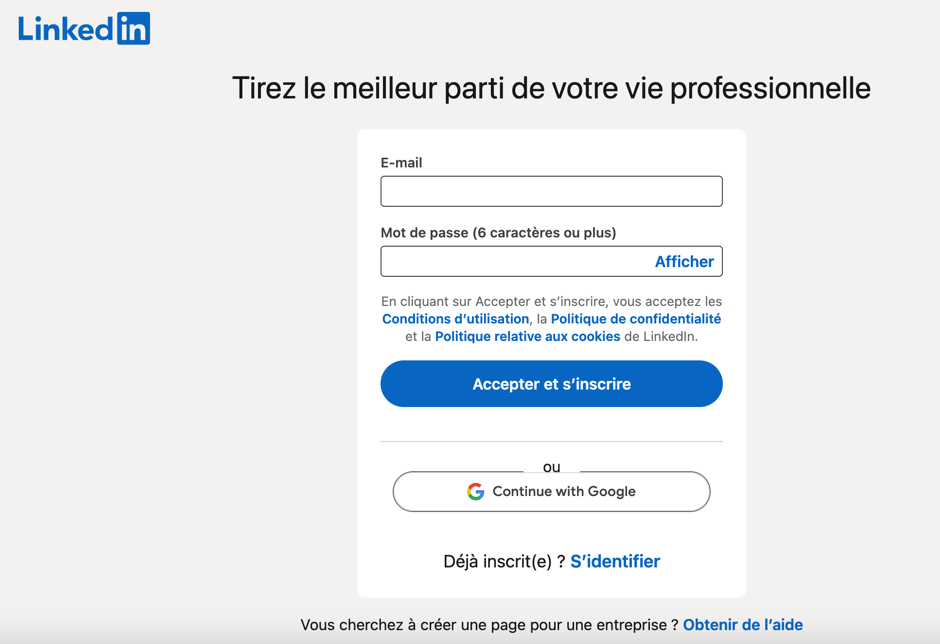 LinkedIn
Tirez le meilleur parti de votre vie professionnelle
E-mail
Mot de passe (6 caractères ou plus)
Afficher
En cliquant sur Accepter et s’inscrire, vous acceptez les
Conditions d’utilisation, la Politique de confidentialité
et la Politique relative aux cookies de LinkedIn.
Accepter et s’inscrire
ou
Continue with Google
Déjà inscrit(e) ? S’identifier
Vous cherchez à créer une page pour une entreprise ? Obtenir de l’aide